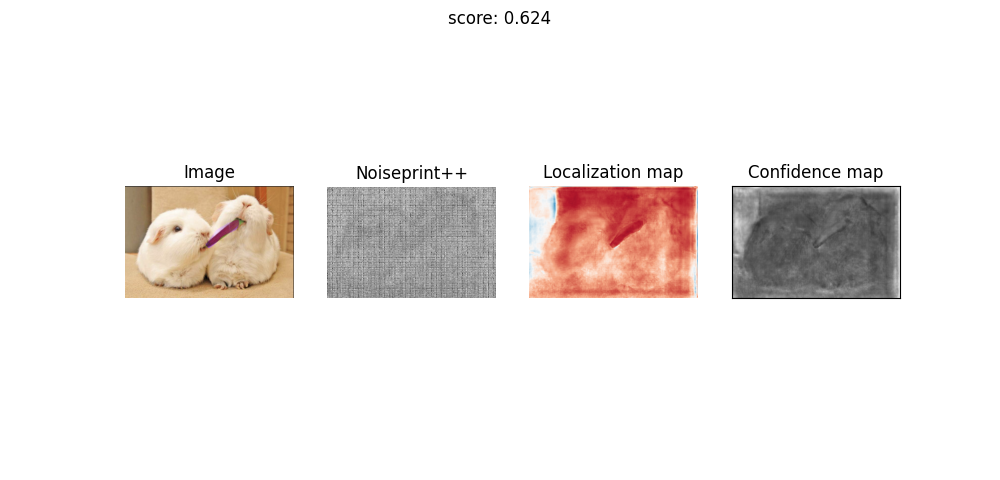 score: 0.624
Image
Noiseprint++
Localization map
Confidence map